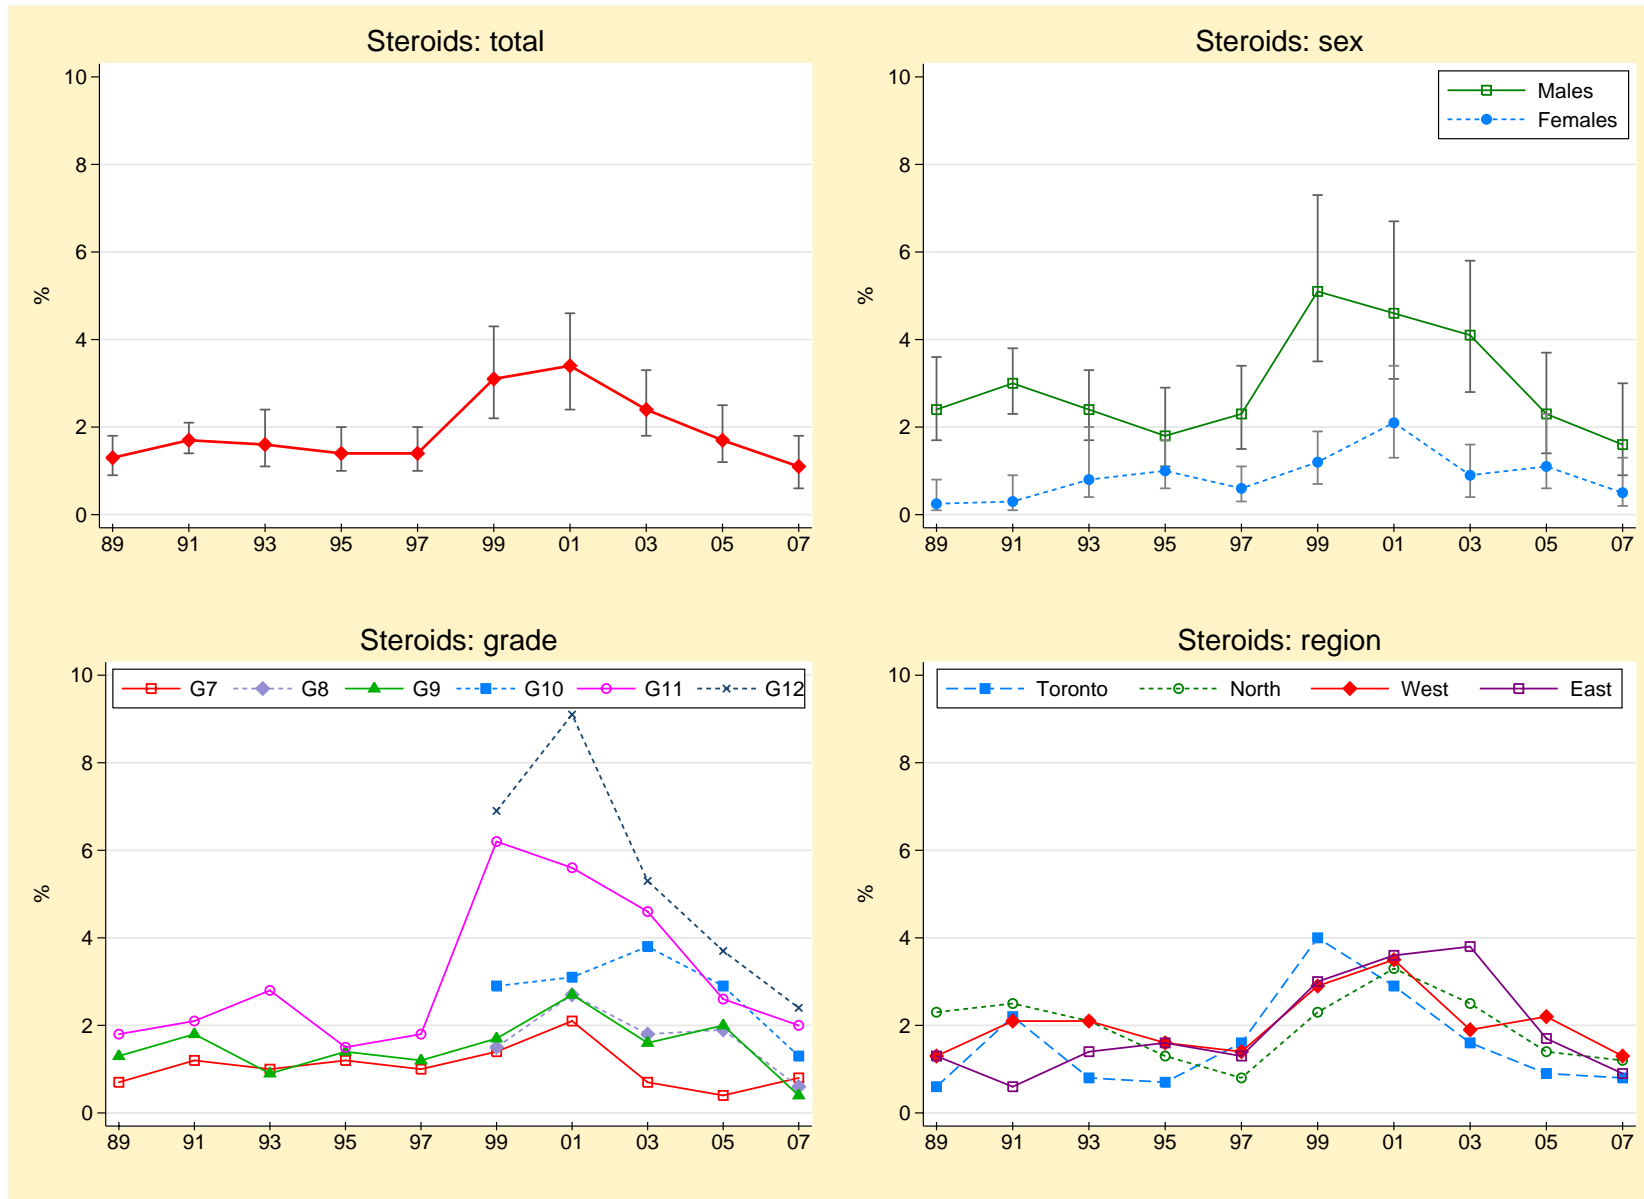 Steroids: total
10
8
6
4
2
0
%
89 91 93 95 97 99 01 03 05 07
Steroids: sex
Males
Females
10
8
6
4
2
0
%
89 91 93 95 97 99 01 03 05 07
Steroids: grade
G7 G8 G9 G10 G11 G12
10
8
6
4
2
0
%
89 91 93 95 97 99 01 03 05 07
Steroids: region
Toronto North West East
10
8
6
4
2
0
%
89 91 93 95 97 99 01 03 05 07